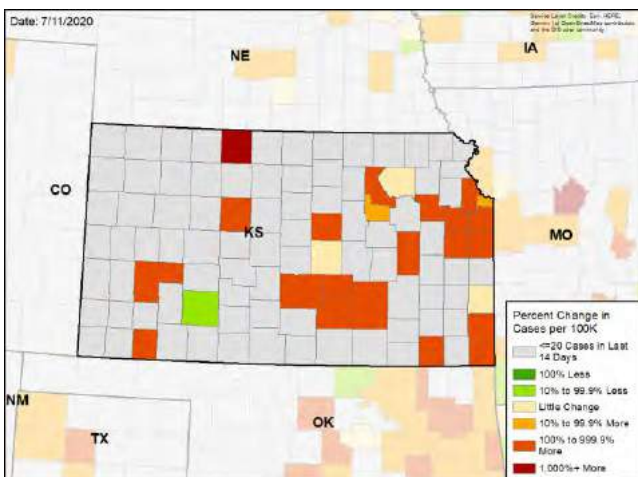 Date: 7/11/2020
NE
IA
CO
KS
MO
NM
TX
OK
Percent Change in
Cases per 100K
<=20 Cases in Last
14 Days
100% Less
10% to 99.9% Less
Little Change
10% to 99.9% More
100% to 999.9%
More
1,000%+ More